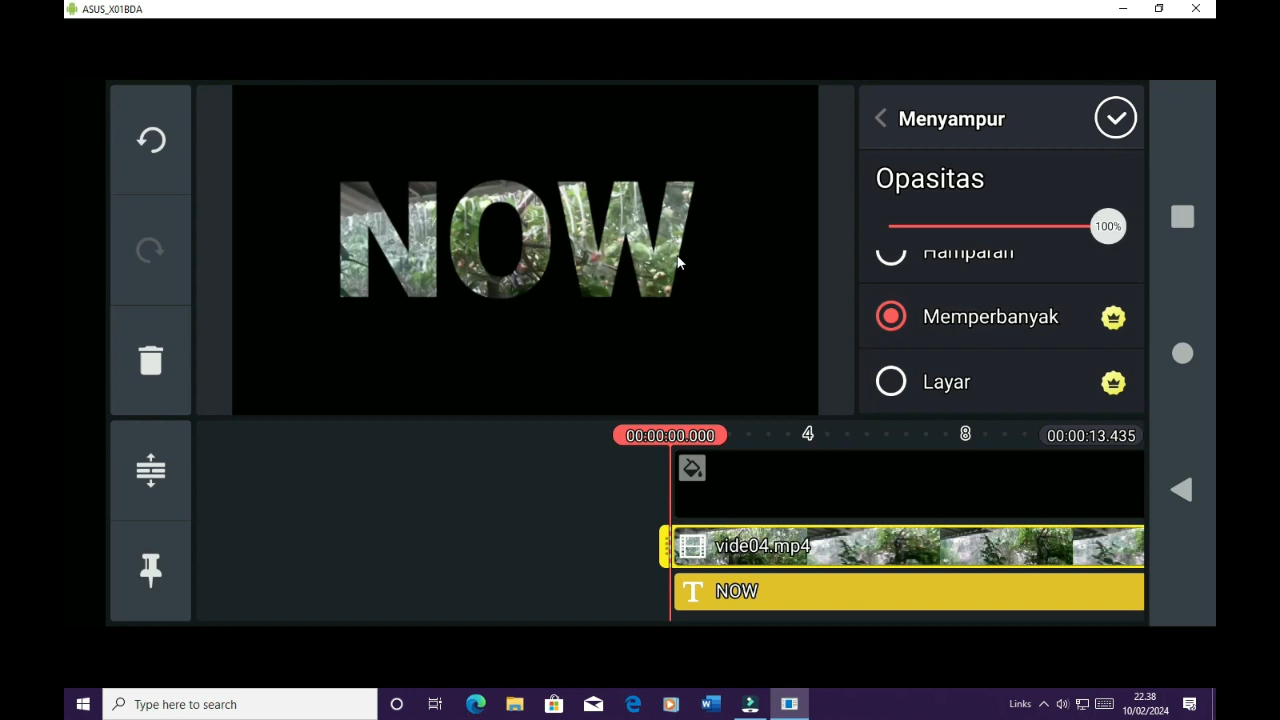 ASUS_X01BDA
NOW
Menyampur
Opasitas
100%
Hamparan
Memperbanyak
Layar
00:00:00.000
4
8
00:00:13.435
vide04.mp4
T NOW
Type here to search
Links
22.38
10/02/2024